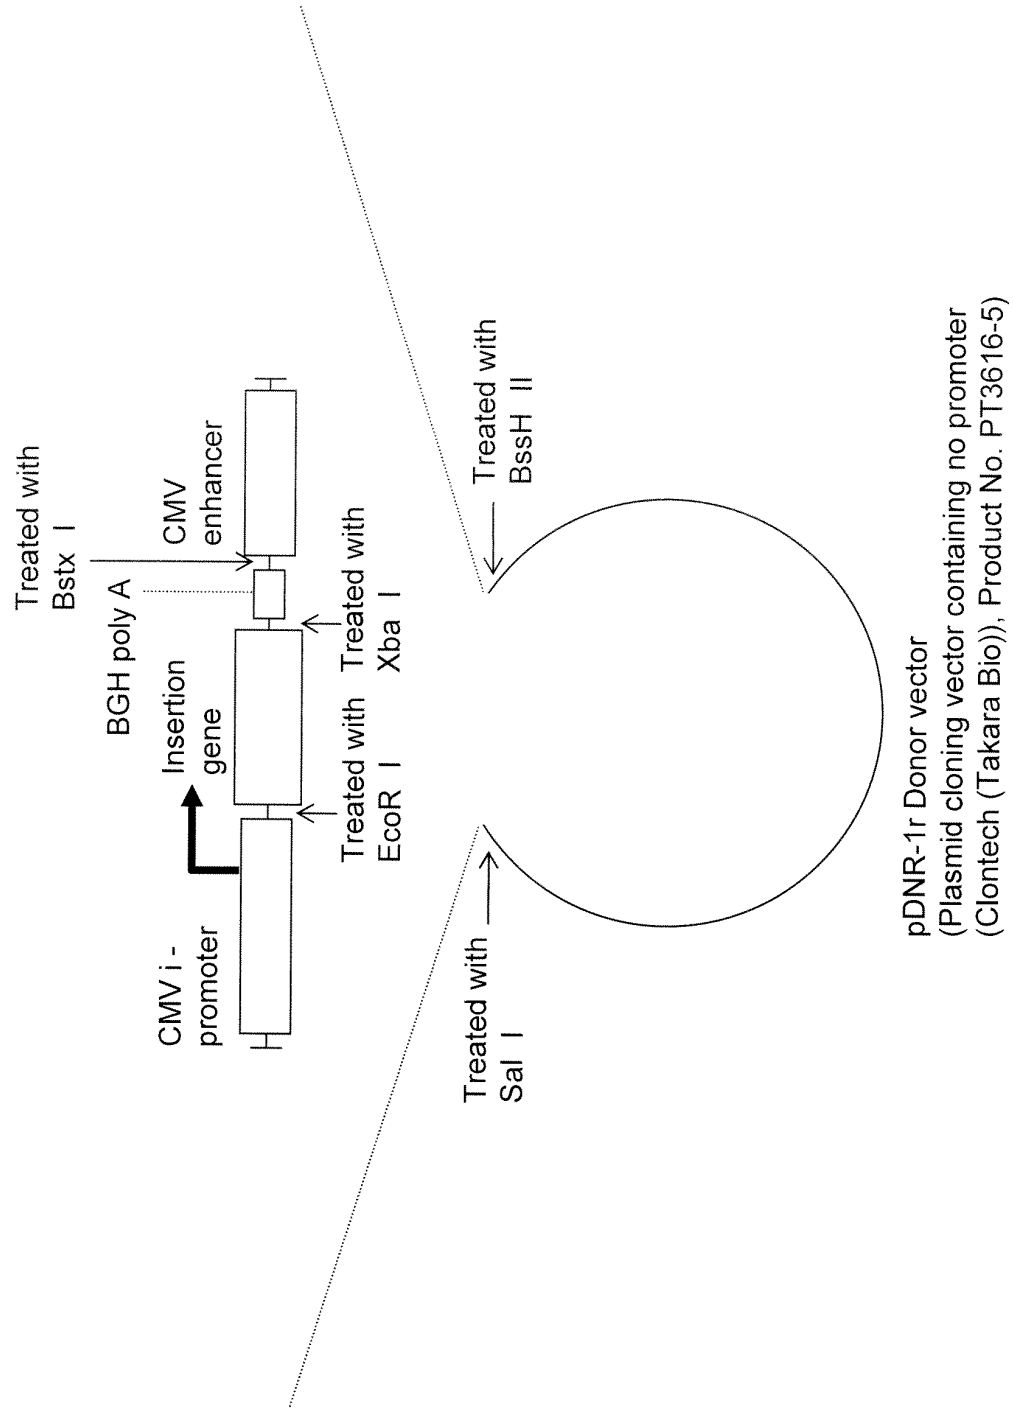 Treated with
Bstx I
BGH poly A
CMV
enhancer
Insertion
gene
CMV i -
promoter
Treated with
EcoR I
Treated with
Xba I
Treated with
Sal I
Treated with
BssH II
pDNR-1r Donor vector
(Plasmid cloning vector containing no promoter
(Clontech (Takara Bio)), Product No. PT3616-5)